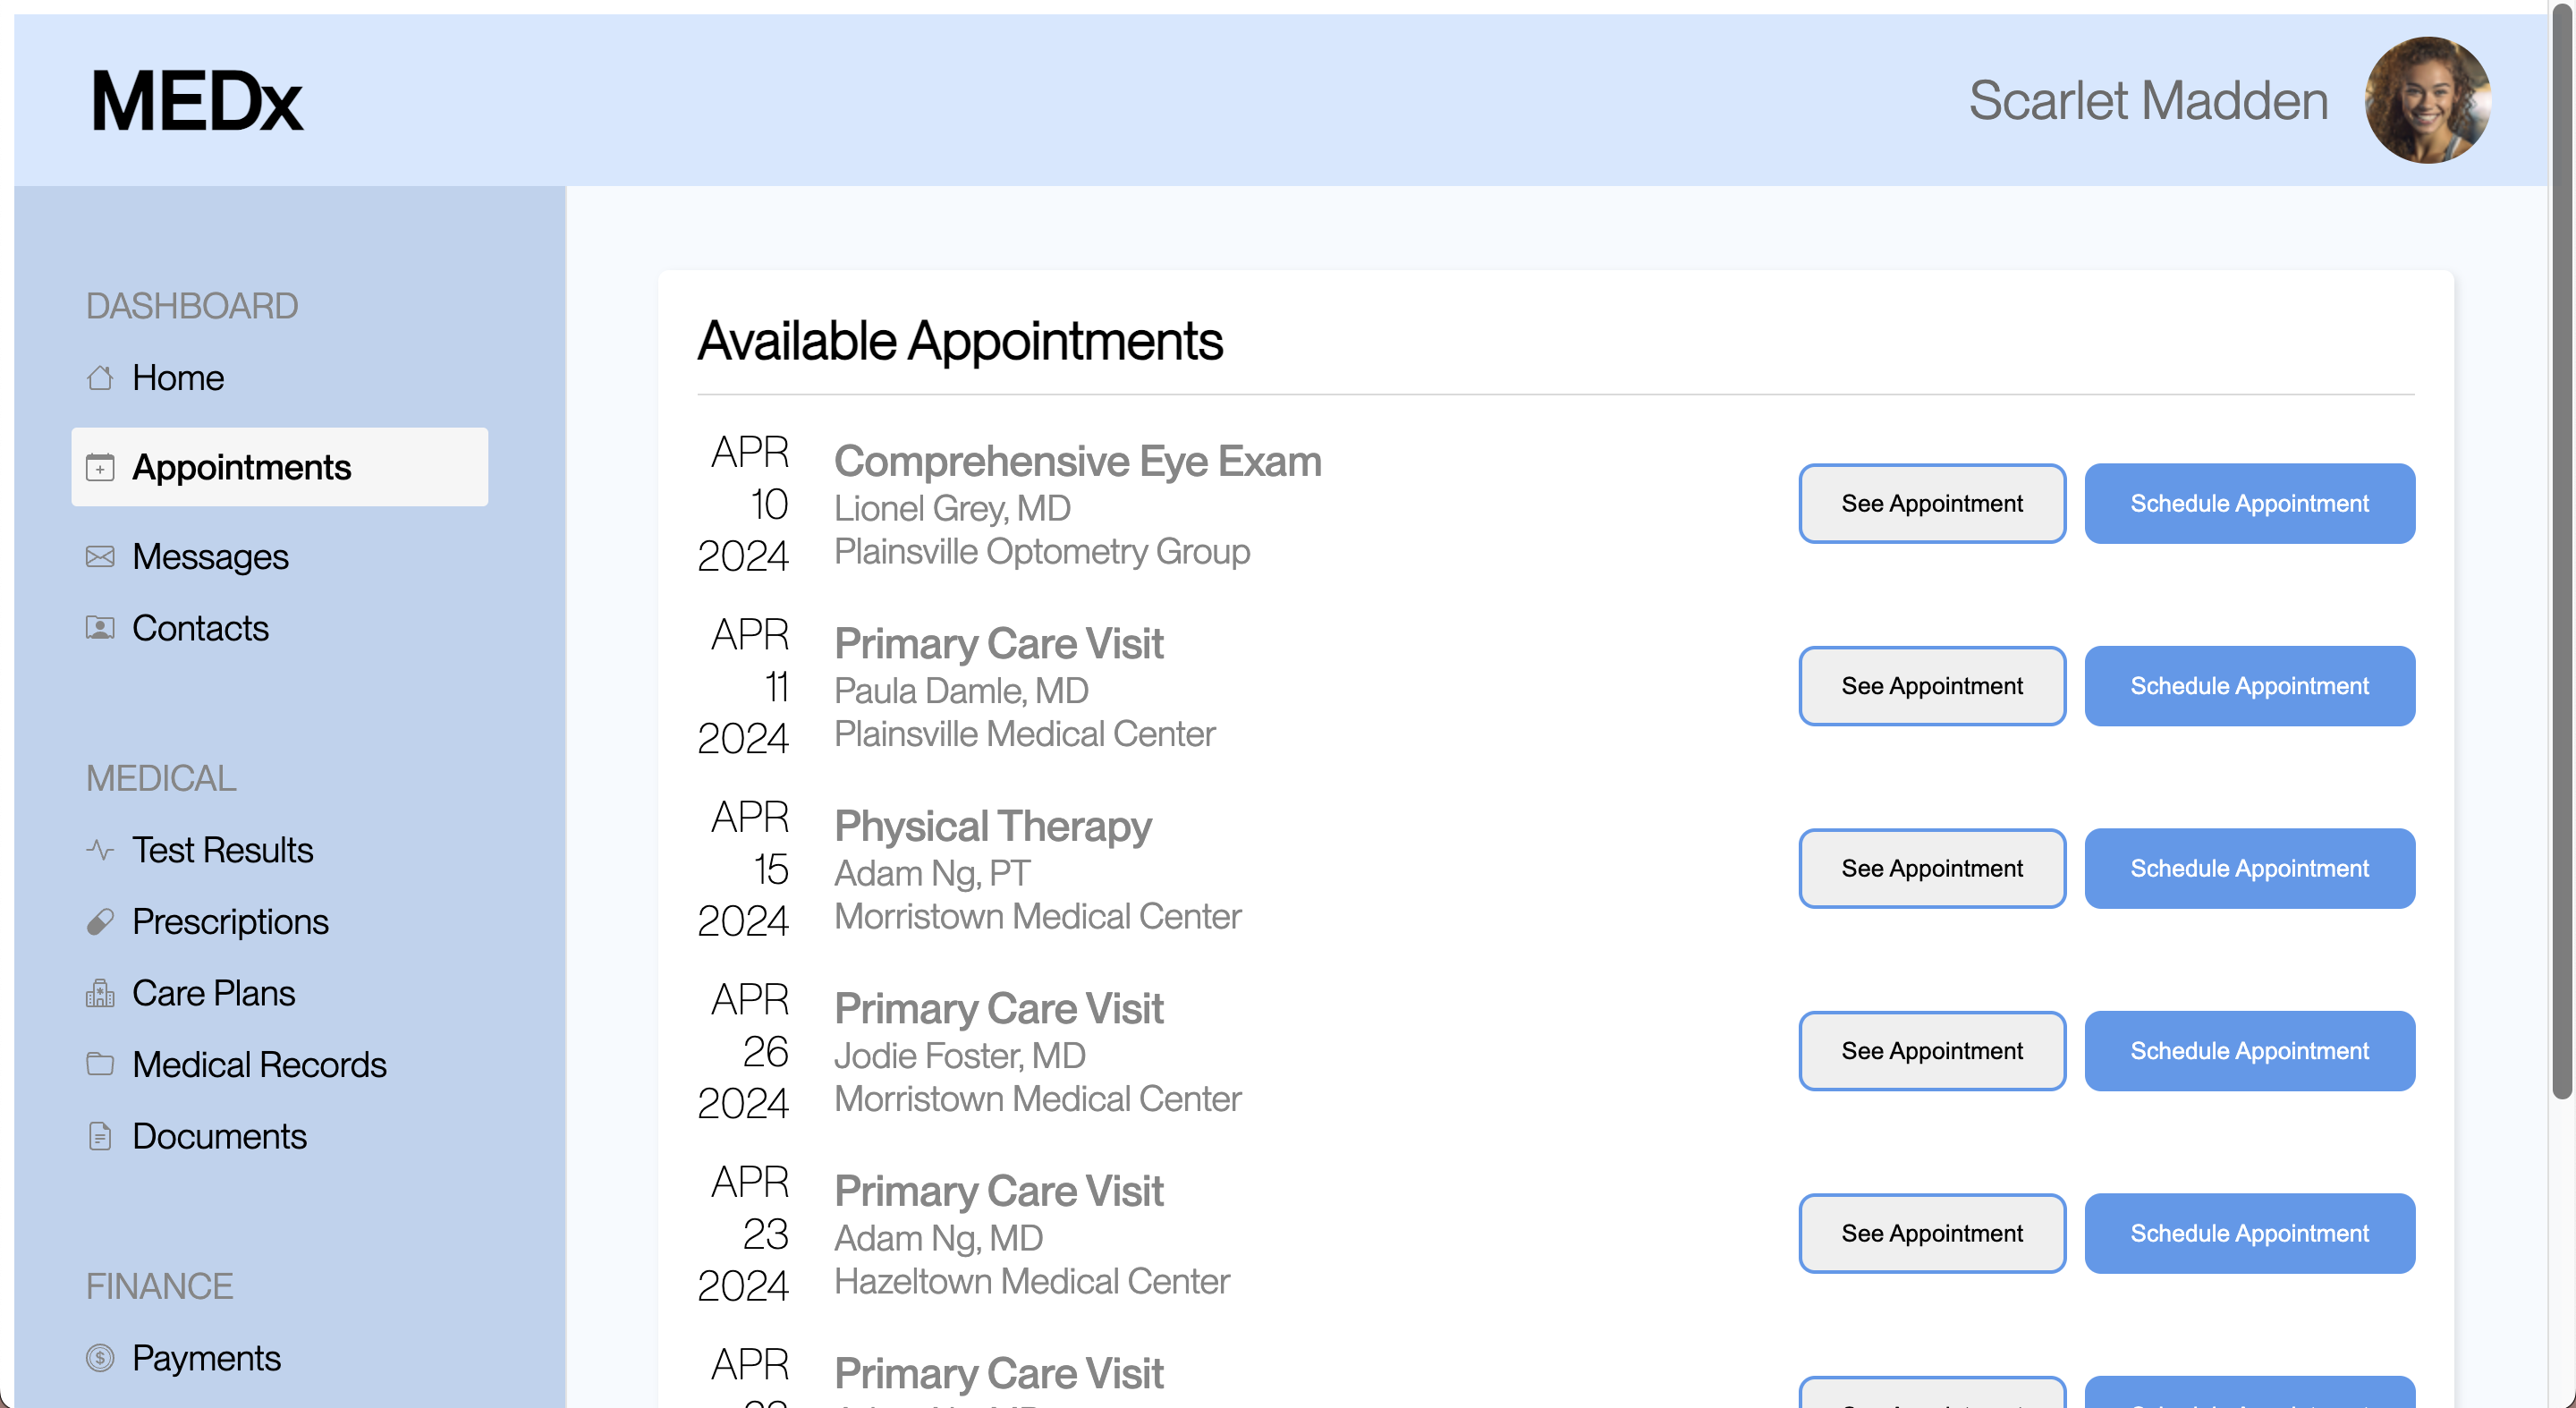 MEDx
Scarlet Madden
DASHBOARD
Home
Appointments
Messages
Contacts
MEDICAL
Test Results
Prescriptions
Care Plans
Medical Records
Documents
FINANCE
Payments
Available Appointments
APR
10
2024
Comprehensive Eye Exam
Lionel Grey, MD
Plainsville Optometry Group
See Appointment
Schedule Appointment
APR
11
2024
Primary Care Visit
Paula Damle, MD
Plainsville Medical Center
See Appointment
Schedule Appointment
APR
15
2024
Physical Therapy
Adam Ng, PT
Morristown Medical Center
See Appointment
Schedule Appointment
APR
26
2024
Primary Care Visit
Jodie Foster, MD
Morristown Medical Center
See Appointment
Schedule Appointment
APR
23
2024
Primary Care Visit
Adam Ng, MD
Hazeltown Medical Center
See Appointment
Schedule Appointment
APR
Primary Care Visit